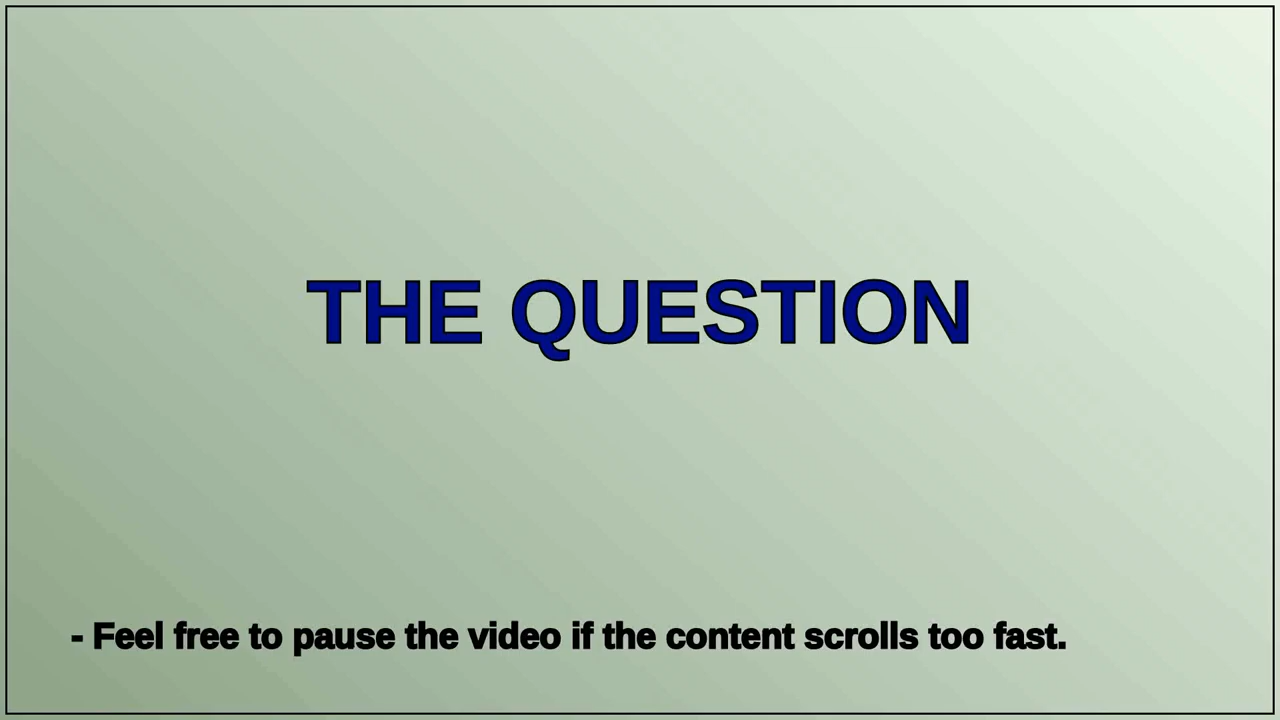 THE QUESTION
- Feel free to pause the video if the content scrolls too fast.